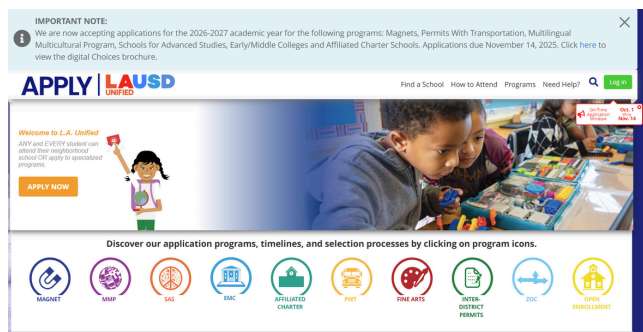 IMPORTANT NOTE:
We are now accepting applications for the 2026-2027 academic year for the following programs: Magnets, Permits With Transportation, Multilingual
Multicultural Program, Schools for Advanced Studies, Early/Middle Colleges and Affiliated Charter Schools. Applications due November 14, 2025. Click here to
view the digital Choices brochure.
APPLY | LAUSD
UNIFIED
Find a School How to Attend Programs Need Help? Log in
On-Time
Application
Window
Oct. 1
thru
Nov. 14
Welcome to L.A. Unified
ANY and EVERY student can
attend their neighborhood
school OR apply to specialized
programs.
APPLY NOW
Discover our application programs, timelines, and selection processes by clicking on program icons.
MAGNET
MMP
SAS
EMC
AFFILIATED
CHARTER
PWT
FINE ARTS
INTER-
DISTRICT
PERMITS
ZOC
OPEN
ENROLLMENT